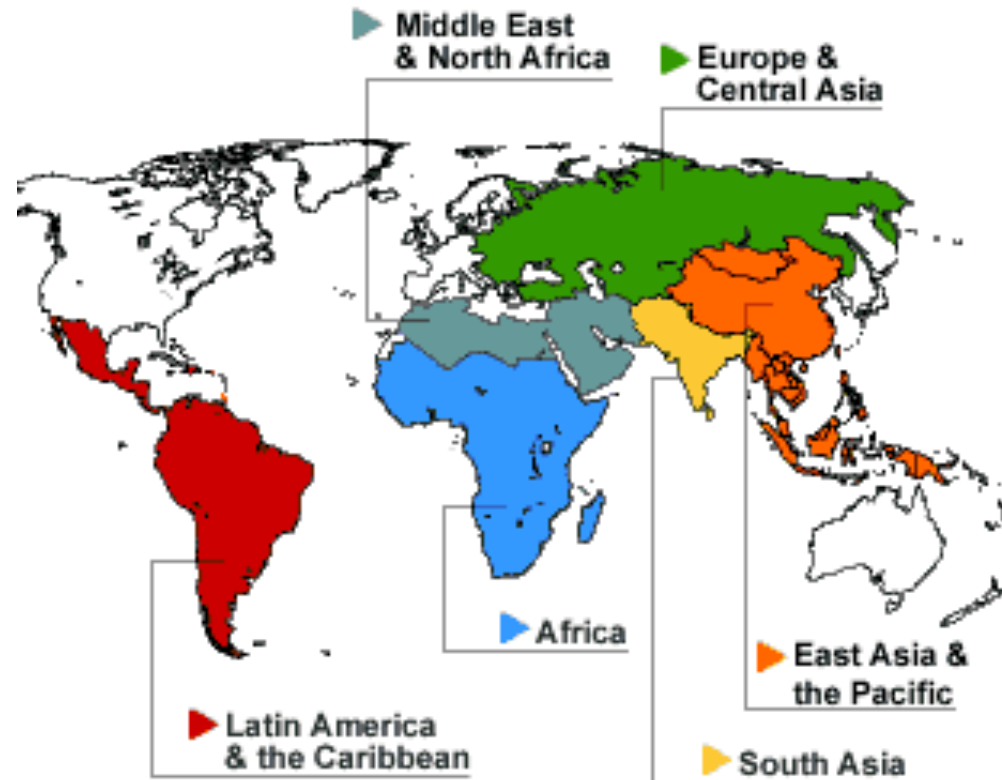 Middle East
& North Africa
Europe &
Central Asia
Africa
East Asia &
the Pacific
Latin America
& the Caribbean
South Asia